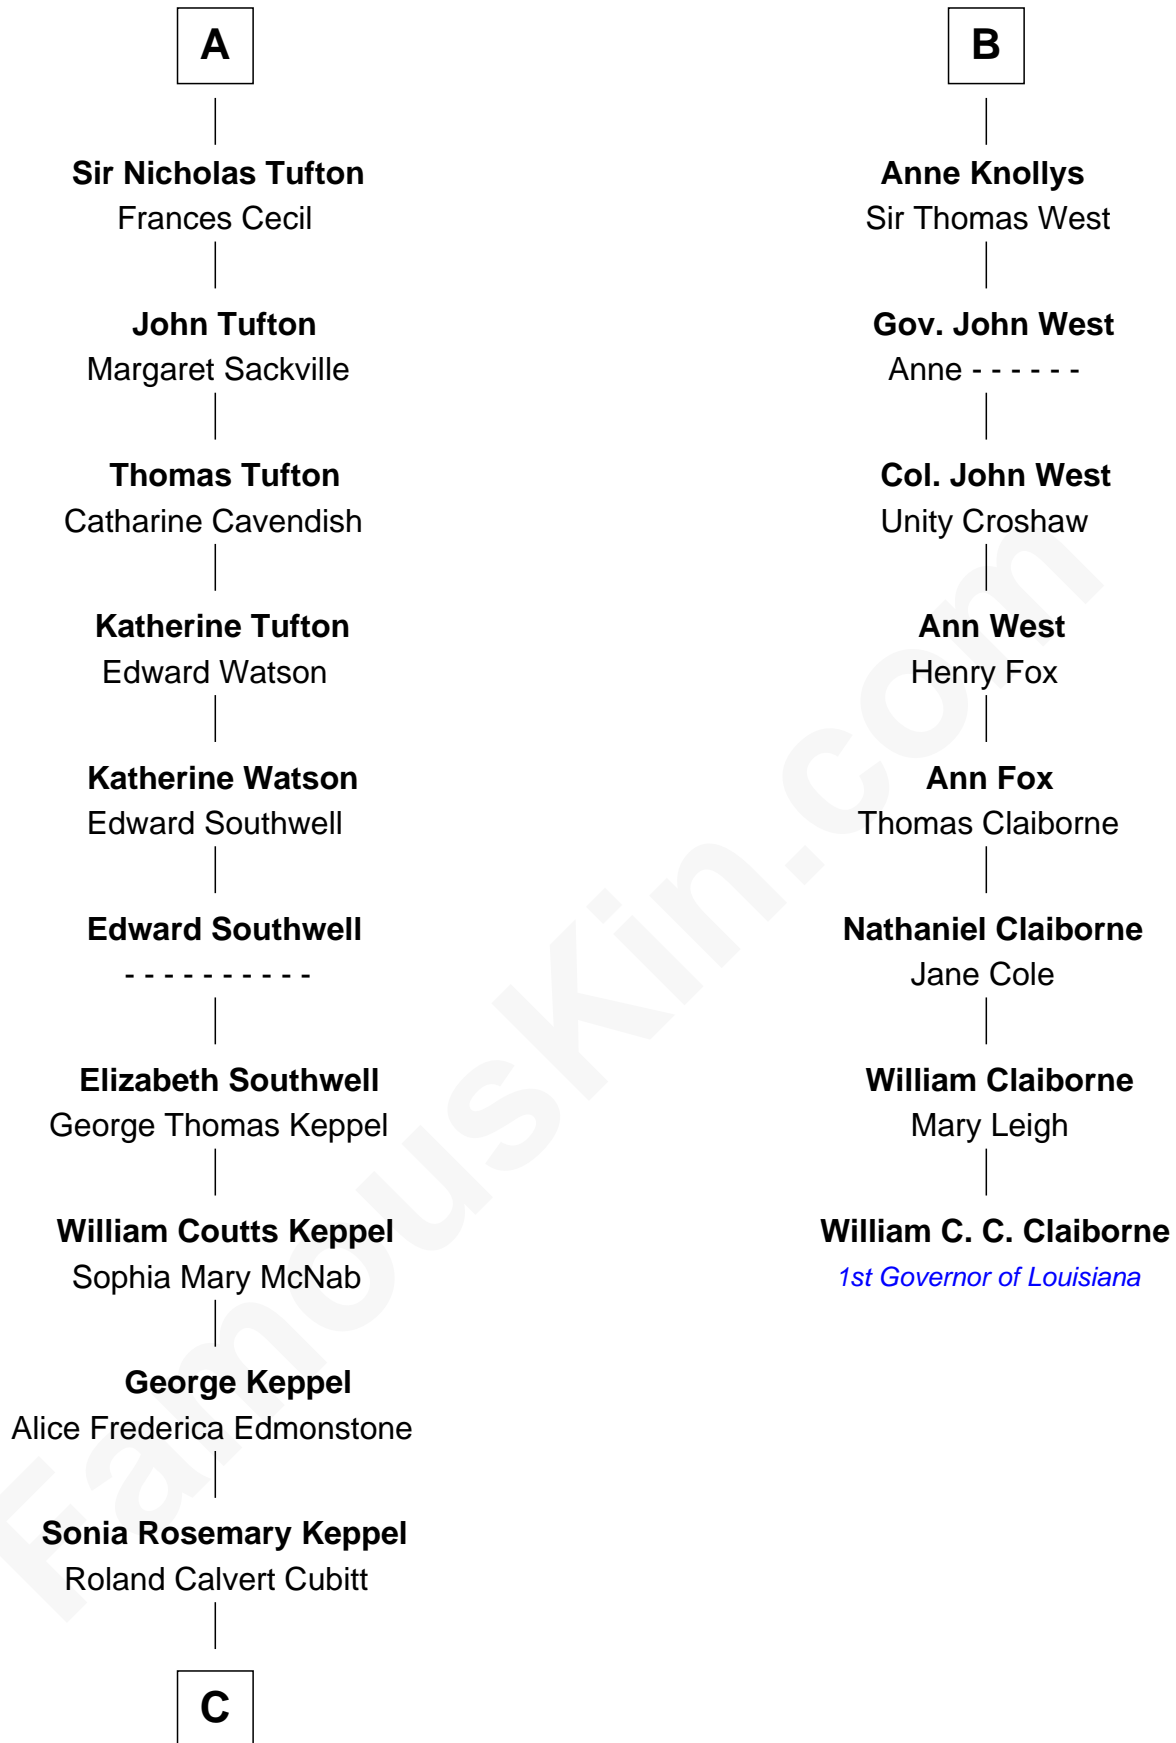 A
Sir Nicholas Tufton
Frances Cecil
John Tufton
Margaret Sackville
Thomas Tufton
Catharine Cavendish
Katherine Tufton
Edward Watson
Katherine Watson
Edward Southwell
Edward Southwell
- - - - - - - - - -
Elizabeth Southwell
George Thomas Keppel
William Coutts Keppel
Sophia Mary McNab
George Keppel
Alice Frederica Edmonstone
Sonia Rosemary Keppel
Roland Calvert Cubitt
C
B
Anne Knollys
Sir Thomas West
Gov. John West
Anne - - - - - -
Col. John West
Unity Croshaw
Ann West
Henry Fox
Ann Fox
Thomas Claiborne
Nathaniel Claiborne
Jane Cole
William Claiborne
Mary Leigh
William C. C. Claiborne
1st Governor of Louisiana
FamousKin.com